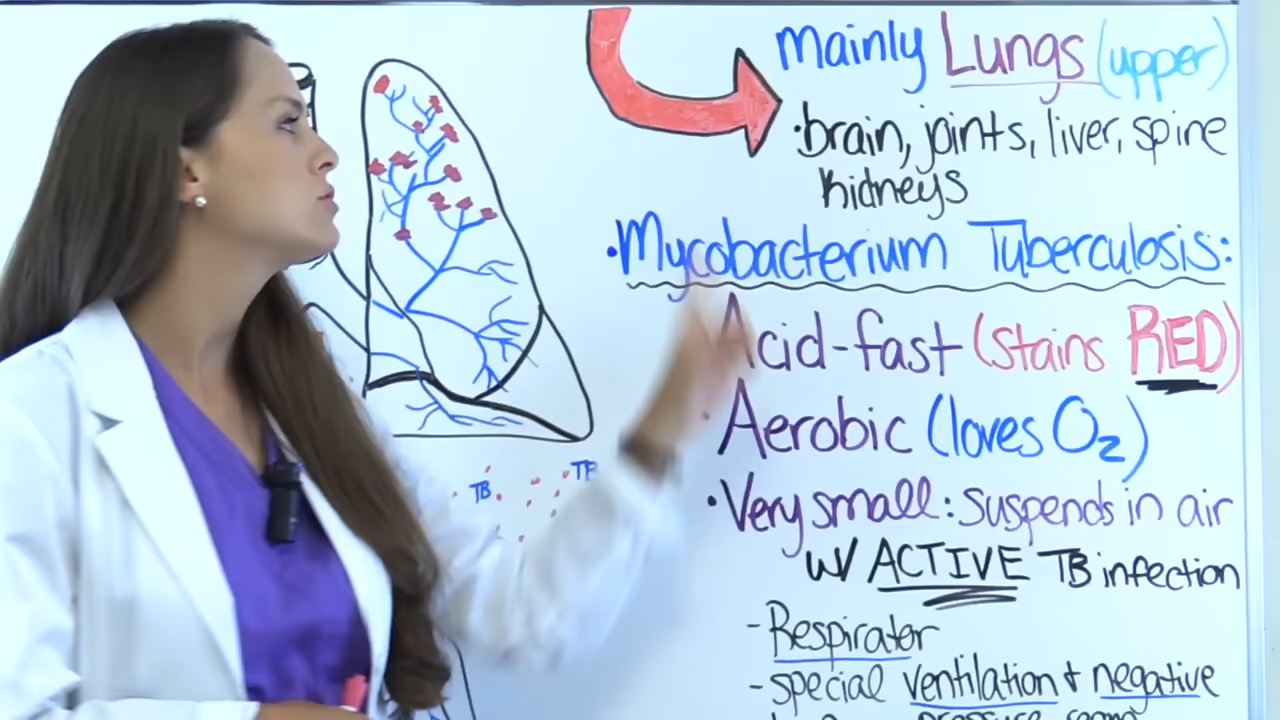 Mainly Lungs (upper)
·brain, joints, liver, spine
Kidneys
·Mycobacterium Tuberculosis:
Acid-fast (stains RED)
·Aerobic (loves O₂)
·Very small: suspends in air
w/ ACTIVE TB infection
-Respirator
-special ventilation + negative
pressure
TB
TB